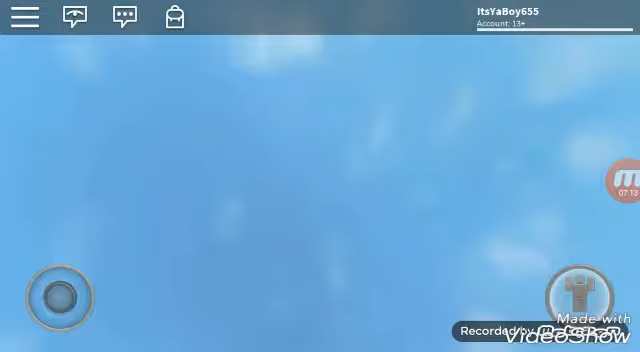 ItsYaBoy655
Account: 13+
07:13
Made with
Recorded by
VideoShow